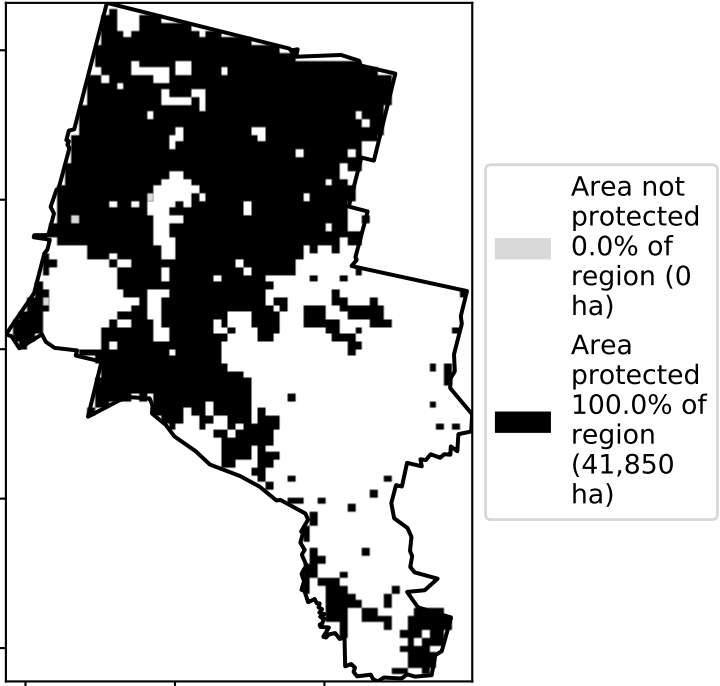 Area not
protected
0.0% of
region (0
ha)
Area
protected
100.0% of
region
(41,850
ha)